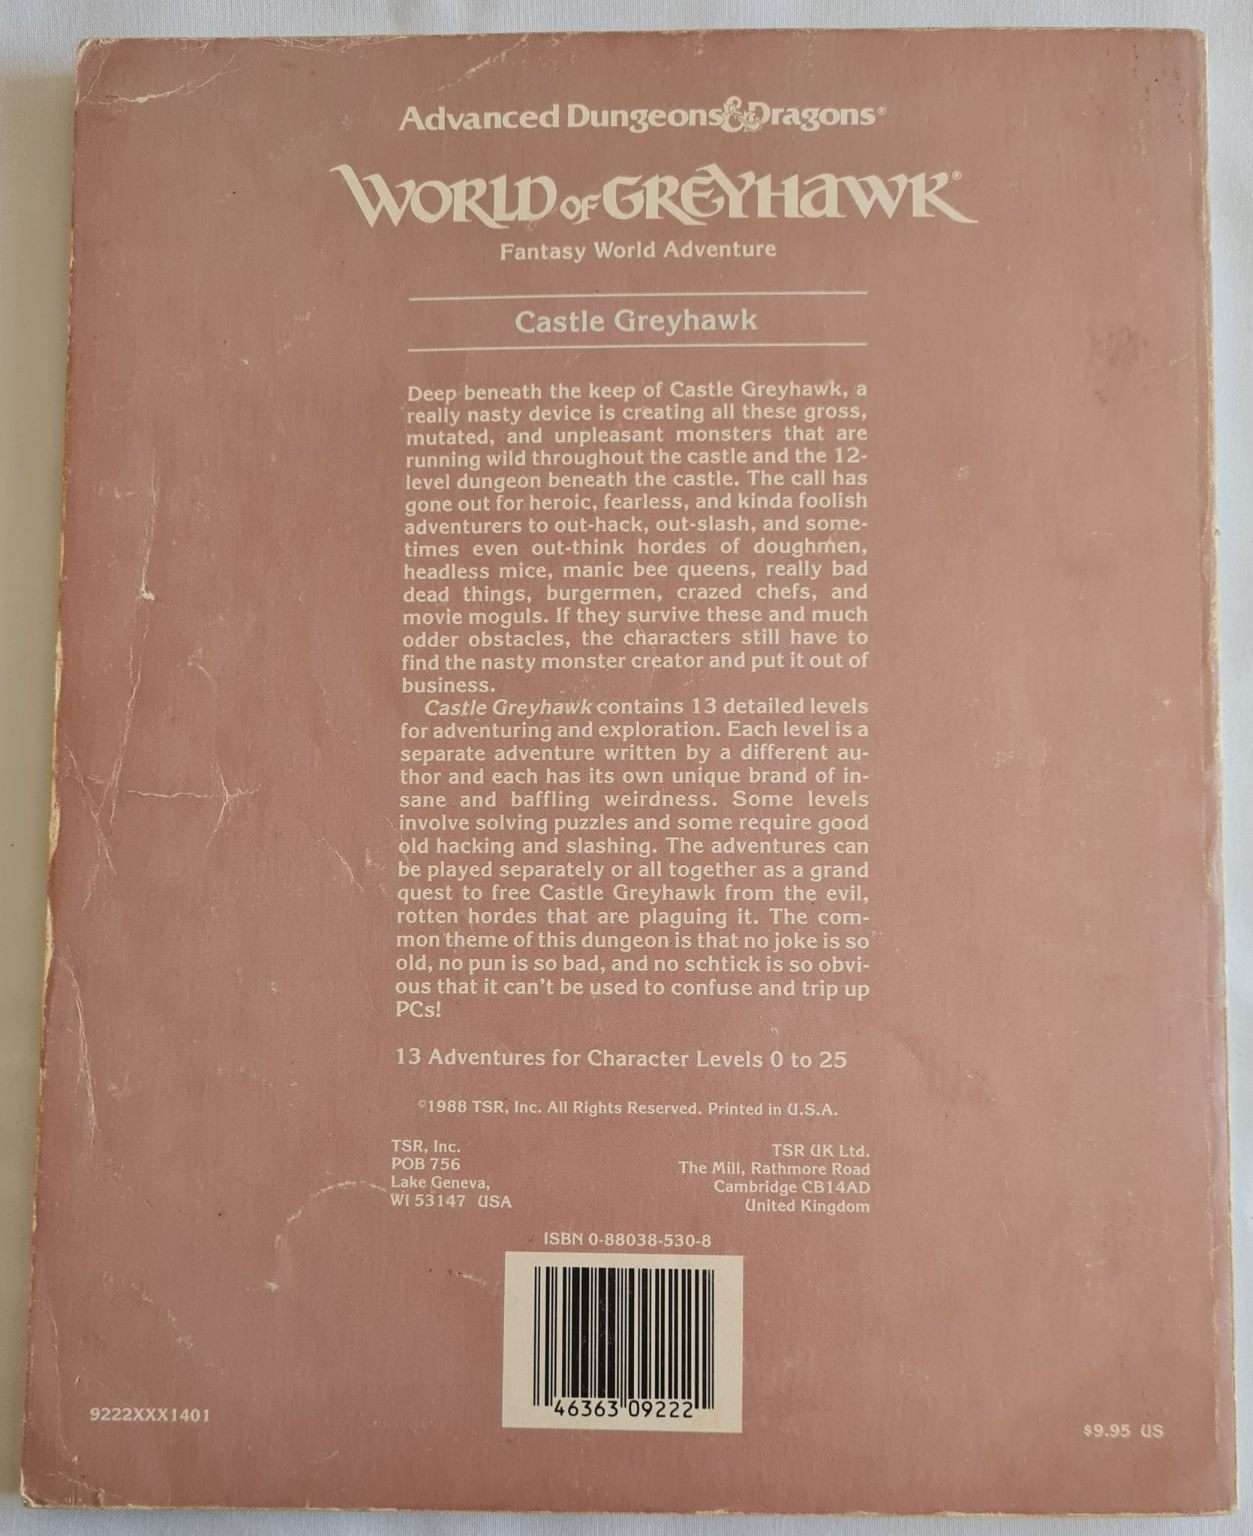 Advanced Dungeons & Dragons®
WORLD OF GREYHAWK®
Fantasy World Adventure
Castle Greyhawk
Deep beneath the keep of Castle Greyhawk, a
really nasty device is creating all these gross,
mutated, and unpleasant monsters that are
running wild throughout the castle and the 12-
level dungeon beneath the castle. The call has
gone out for heroic, fearless, and kinda foolish
adventurers to out-hack, out-slash, and some-
times even out-think hordes of doughmen,
headless mice, manic bee queens, really bad
dead things, burgermen, crazed chefs, and
movie moguls. If they survive these and much
odder obstacles, the characters still have to
find the nasty monster creator and put it out of
business.
Castle Greyhawk contains 13 detailed levels
for adventuring and exploration. Each level is a
separate adventure written by a different au-
thor and each has its own unique brand of in-
sane and baffling weirdness. Some levels
involve solving puzzles and some require good
old hacking and slashing. The adventures can
be played separately or all together as a grand
quest to free Castle Greyhawk from the evil,
rotten hordes that are plaguing it. The com-
mon theme of this dungeon is that no joke is so
old, no pun is so bad, and no schtick is so obvi-
ous that it can't be used to confuse and trip up
PCs!
13 Adventures for Character Levels 0 to 25
©1988 TSR, Inc. All Rights Reserved. Printed in U.S.A.
TSR, Inc.
POB 756
Lake Geneva,
WI 53147 USA
TSR UK Ltd.
The Mill, Rathmore Road
Cambridge CB14AD
United Kingdom
ISBN 0-88038-530-8
46363 09222
9222XXX1401
$9.95 US